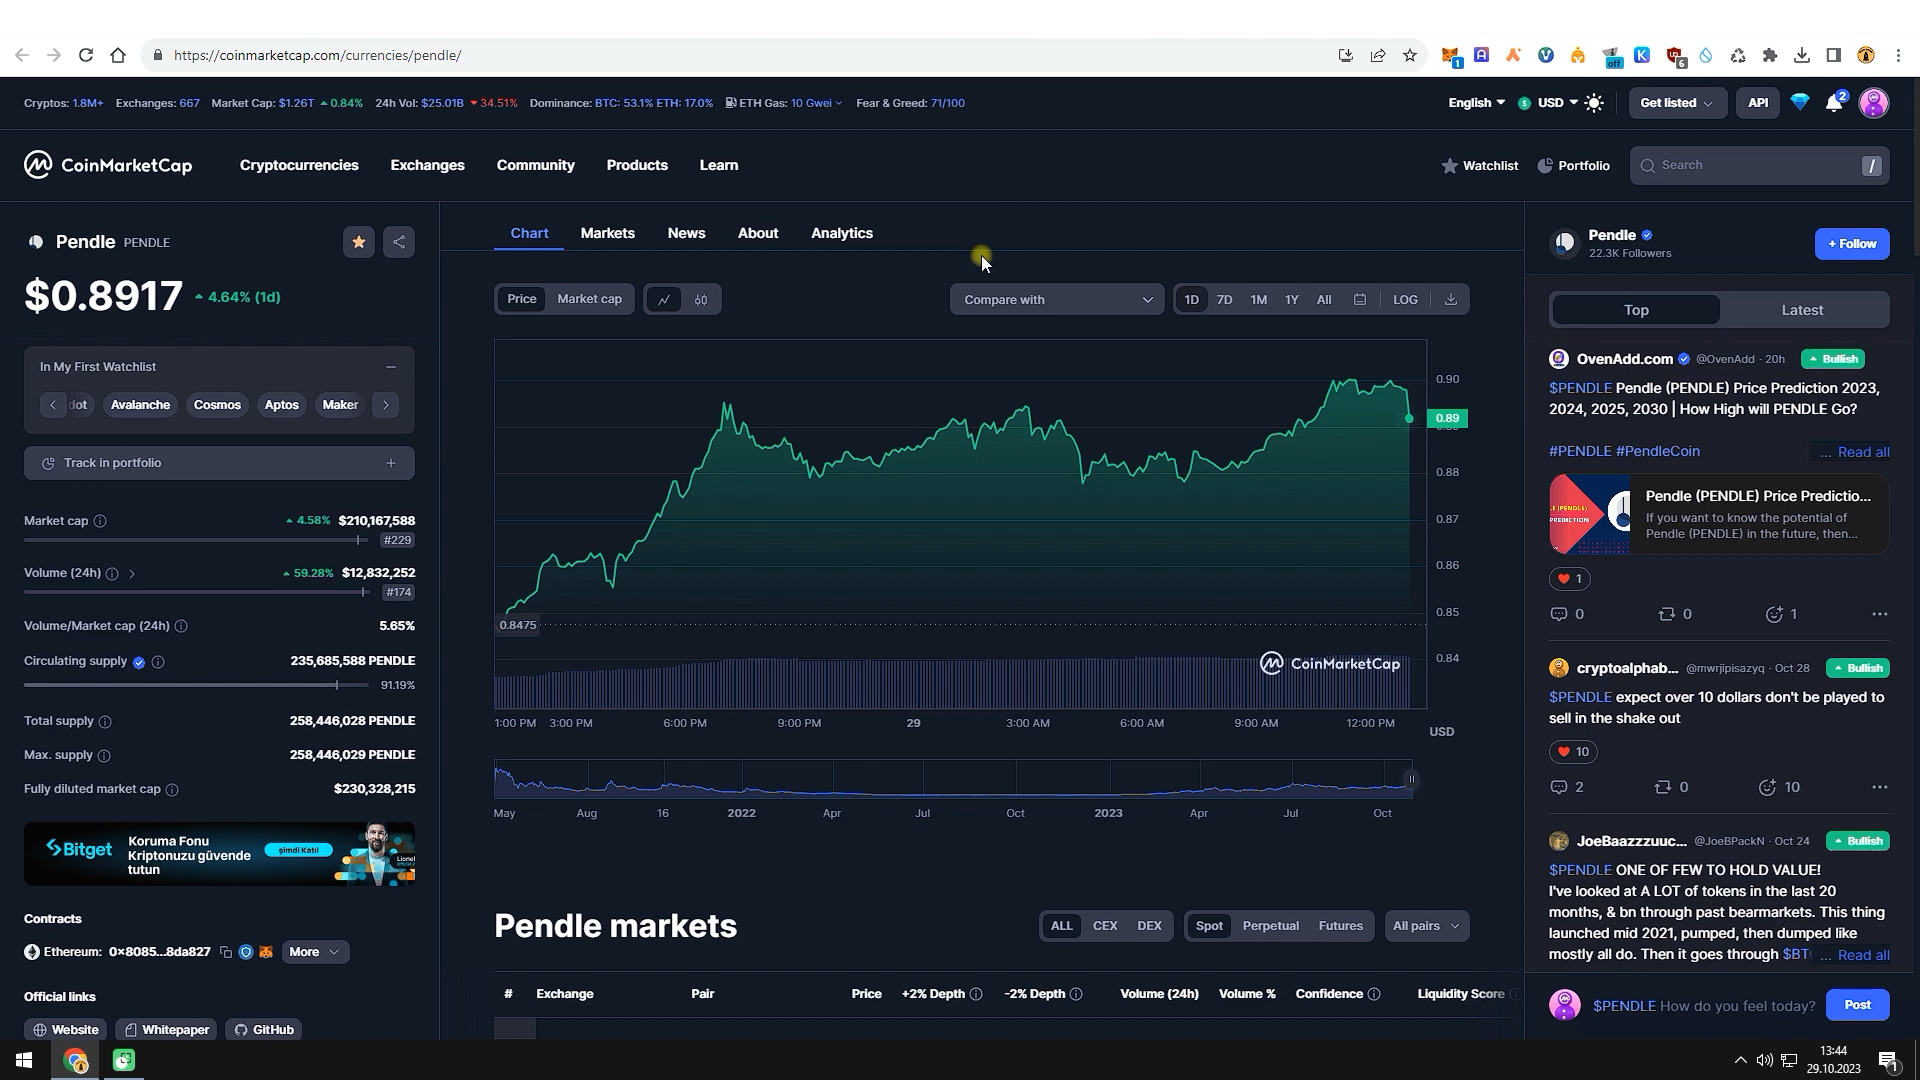 https://coinmarketcap.com/currencies/pendle/
1
off
6
Cryptos: 1.8M+ Exchanges: 667 Market Cap: $1.26T 0.84% 24h Vol: $25.01B 34.51% Dominance: BTC: 53.1% ETH: 17.0% ETH Gas: 10 Gwei Fear & Greed: 71/100
English USD Get listed API 2
CoinMarketCap Cryptocurrencies Exchanges Community Products Learn
Watchlist Portfolio Search /
Pendle PENDLE
$0.8917 4.64% (1d)
In My First Watchlist
dot Avalanche Cosmos Aptos Maker
Track in portfolio +
Market cap 4.58% $210,167,588
#229
Volume (24h) 59.28% $12,832,252
#174
Volume/Market cap (24h) 5.65%
Circulating supply 235,685,588 PENDLE
91.19%
Total supply 258,446,028 PENDLE
Max. supply 258,446,029 PENDLE
Fully diluted market cap $230,328,215
Bitget
Koruma Fonu
Kriptonuzu güvende
tutun
Şimdi Katıl
Contracts
Ethereum: 0x8085...8da827 More
Official links
Website Whitepaper GitHub
Chart Markets News About Analytics
Price Market cap
Compare with
1D 7D 1M 1Y All LOG
0.90
0.89
0.88
0.87
0.86
0.85
0.84
0.8475
CoinMarketCap
1:00 PM 3:00 PM 6:00 PM 9:00 PM 29 3:00 AM 6:00 AM 9:00 AM 12:00 PM
USD
May Aug 16 2022 Apr Jul Oct 2023 Apr Jul Oct
Pendle markets
ALL CEX DEX Spot Perpetual Futures All pairs
# Exchange Pair Price +2% Depth -2% Depth Volume (24h) Volume % Confidence Liquidity Score
Pendle
22.3K Followers
+ Follow
Top Latest
OvenAdd.com @OvenAdd · 20h Bullish
$PENDLE Pendle (PENDLE) Price Prediction 2023,
2024, 2025, 2030 | How High will PENDLE Go?
#PENDLE #PendleCoin ... Read all
Pendle (PENDLE) Price Predictio...
If you want to know the potential of
Pendle (PENDLE) in the future, then...
1
0 0 1
cryptoalphab... @mwrjipisazyq · Oct 28 Bullish
$PENDLE expect over 10 dollars don't be played to
sell in the shake out
10
2 0 10
JoeBaazzzuuc... @JoeBPackN · Oct 24 Bullish
$PENDLE ONE OF FEW TO HOLD VALUE!
I've looked at A LOT of tokens in the last 20
months, & bn through past bearmarkets. This thing
launched mid 2021, pumped, then dumped like
mostly all do. Then it goes through $BT ... Read all
$PENDLE How do you feel today? Post
13:44
29.10.2023
1